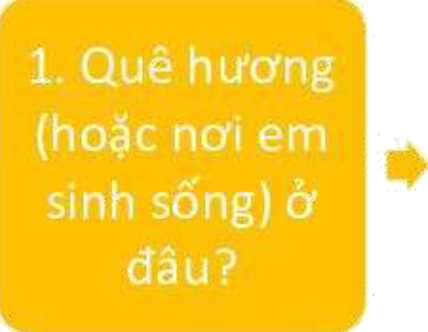 1. Quê hương
(hoặc nơi em
sinh sống) ở
đâu?